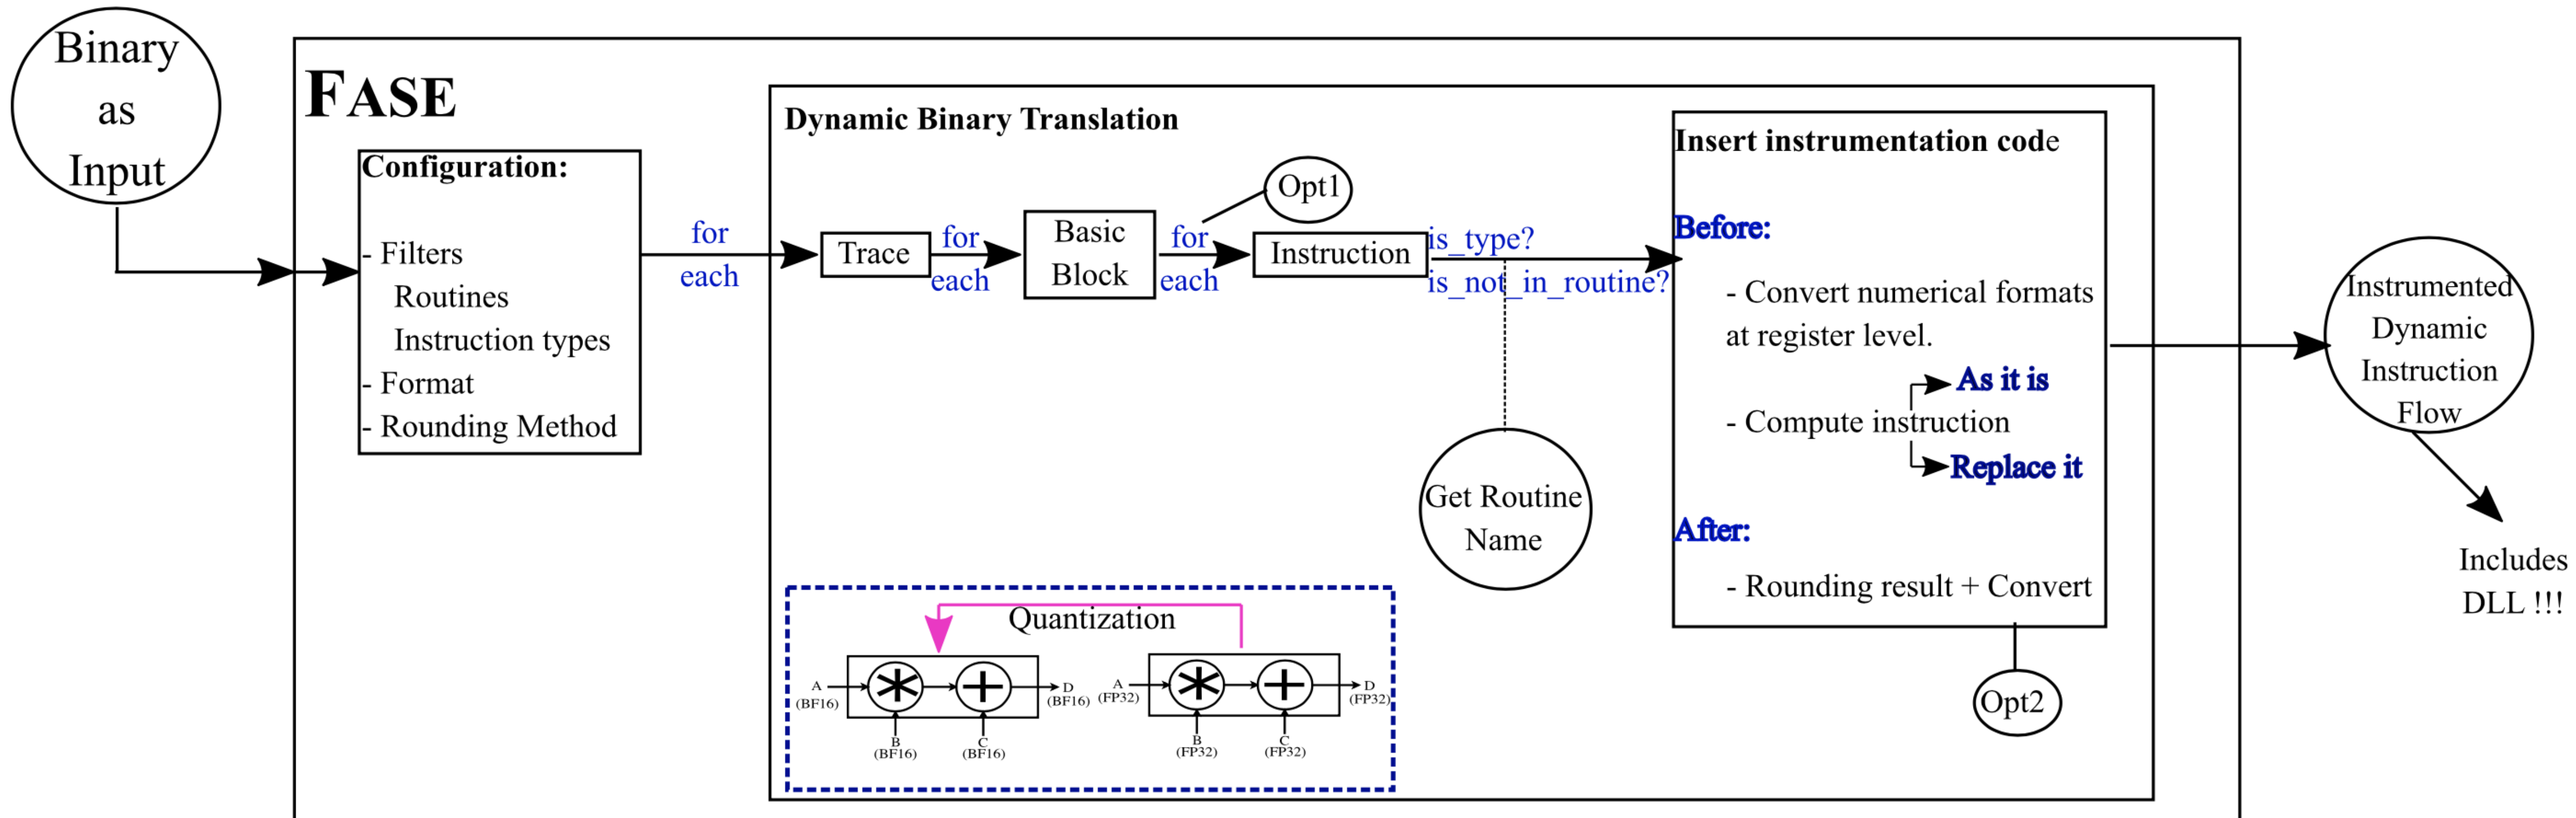 Binary
as
Input
FASE
Configuration:
- Filters
Routines
Instruction types
- Format
- Rounding Method
for
each
Dynamic Binary Translation
Trace
for
each
Basic
Block
for
each
Opt1
Instruction
is_type?
is_not_in_routine?
Get Routine
Name
Insert instrumentation code
Before:
- Convert numerical formats
at register level.
As it is
- Compute instruction
Replace it
After:
- Rounding result + Convert
Opt2
Quantization
A
(BF16)
B
(BF16)
C
(BF16)
D
(BF16)
A
(FP32)
B
(FP32)
C
(FP32)
D
(FP32)
Instrumented
Dynamic
Instruction
Flow
Includes
DLL !!!